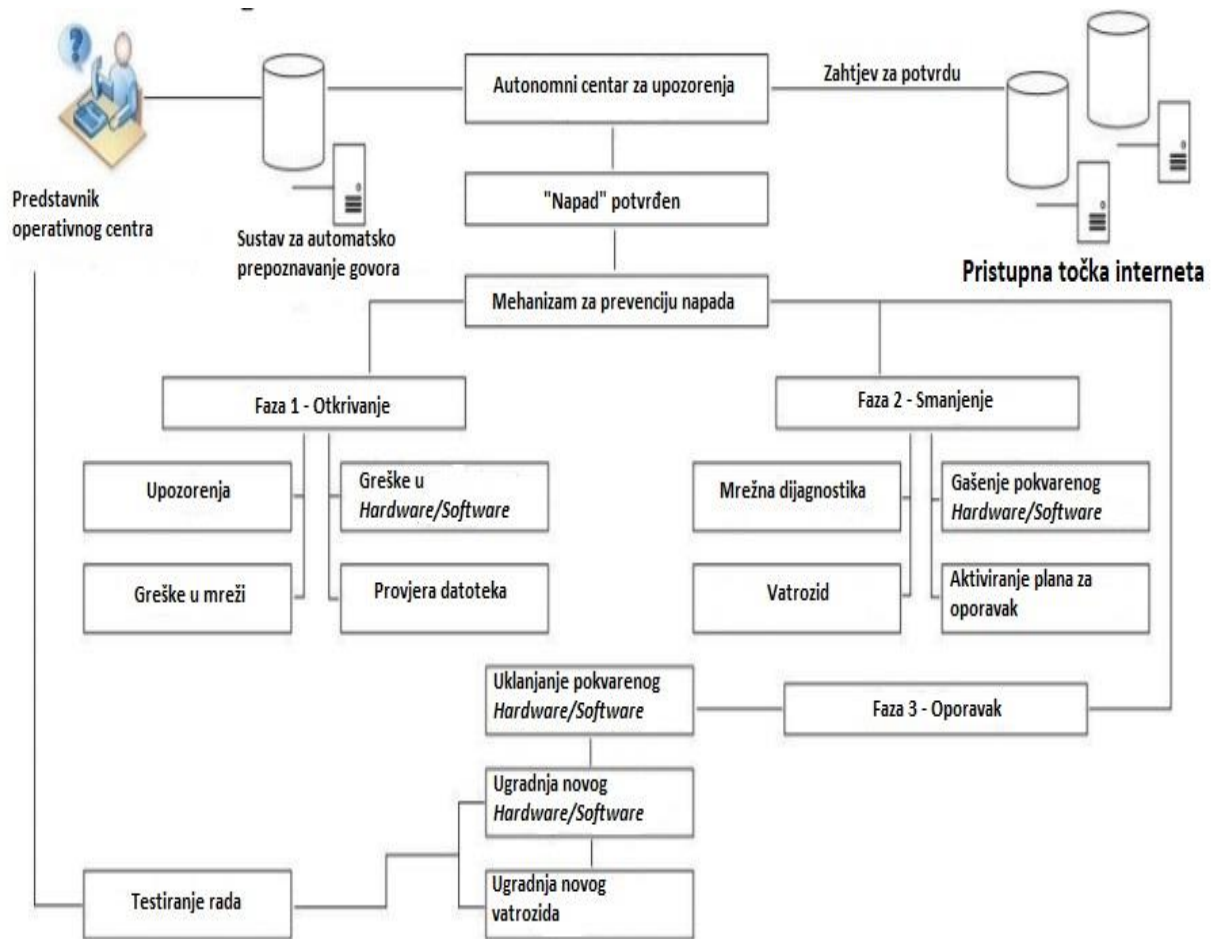 Autonomni centar za upozorenja
Zahtjev za potvrdu
Predstavnik
operativnog centra
Sustav za automatsko
prepoznavanje govora
"Napad" potvrđen
Pristupna točka interneta
Mehanizam za prevenciju napada
Faza 1 - Otkrivanje
Faza 2 - Smanjenje
Upozorenja
Greške u
Hardware/Software
Mrežna dijagnostika
Gašenje pokvarenog
Hardware/Software
Greške u mreži
Provjera datoteka
Vatrozid
Aktiviranje plana za
oporavak
Uklanjanje pokvarenog
Hardware/Software
Faza 3 - Oporavak
Ugradnja novog
Hardware/Software
Testiranje rada
Ugradnja novog
vatrozida